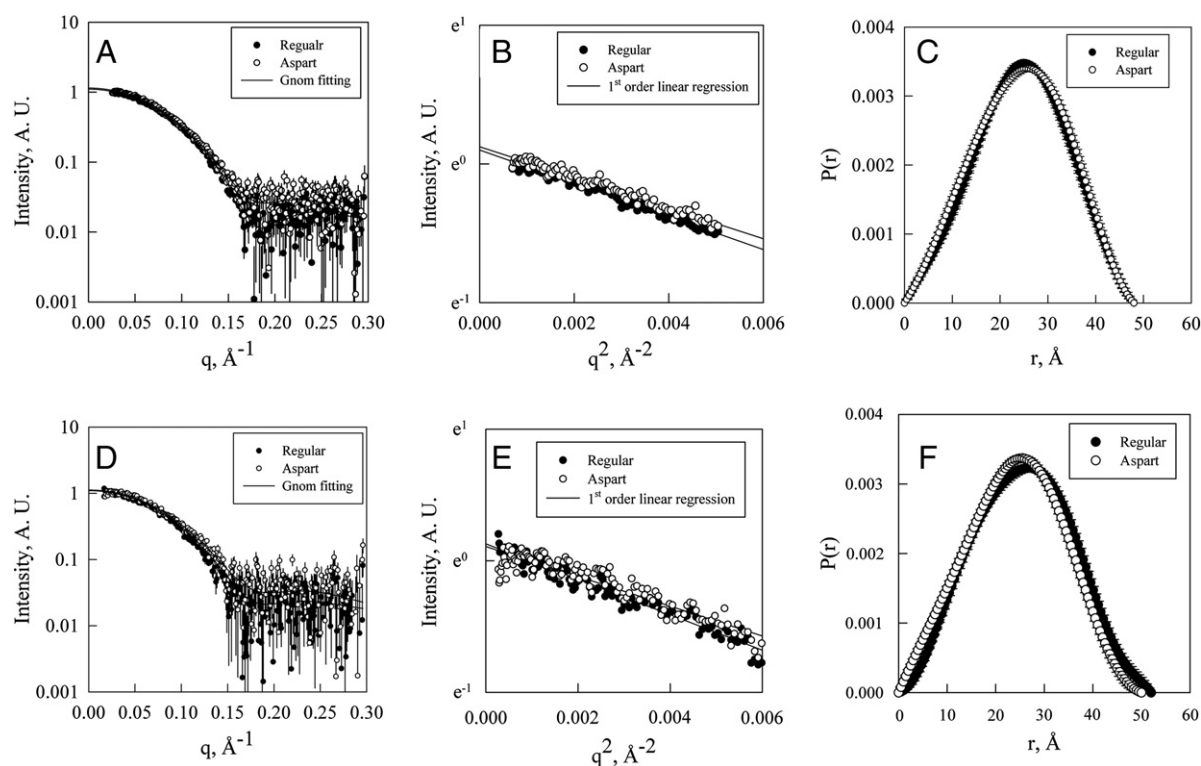 A
Intensity, A. U.
10
1
0.1
0.01
0.001
Regualr
Aspart
Gnom fitting
0.00 0.05 0.10 0.15 0.20 0.25 0.30
q, Å⁻¹
B
Intensity, A. U.
e¹
e⁰
e⁻¹
Regular
Aspart
1ˢᵗ order linear regression
0.000 0.002 0.004 0.006
q², Å⁻²
C
P(r)
0.004
0.003
0.002
0.001
0.000
Regular
Aspart
0 10 20 30 40 50 60
r, Å
D
Intensity, A. U.
10
1
0.1
0.01
0.001
Regular
Aspart
Gnom fitting
0.00 0.05 0.10 0.15 0.20 0.25 0.30
q, Å⁻¹
E
Intensity, A. U.
e¹
e⁰
e⁻¹
Regular
Aspart
1ˢᵗ order linear regression
0.000 0.002 0.004 0.006
q², Å⁻²
F
P(r)
0.004
0.003
0.002
0.001
0.000
Regular
Aspart
0 10 20 30 40 50 60
r, Å